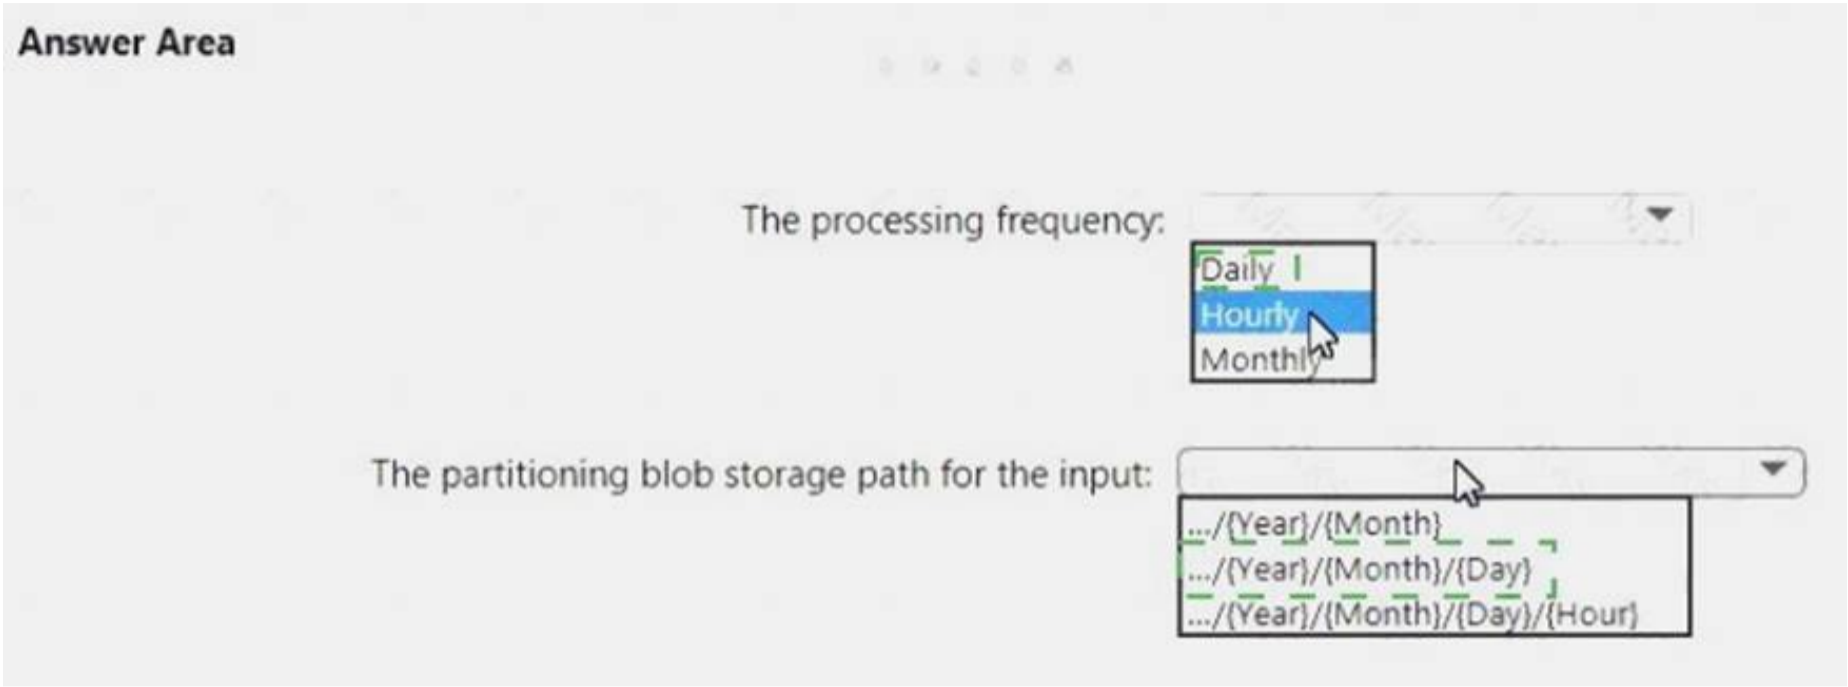 Answer Area
The processing frequency:
Daily
Hourly
Monthly
The partitioning blob storage path for the input:
.../{Year}/{Month}
.../{Year}/{Month}/{Day}
.../{Year}/{Month}/{Day}/{Hour}